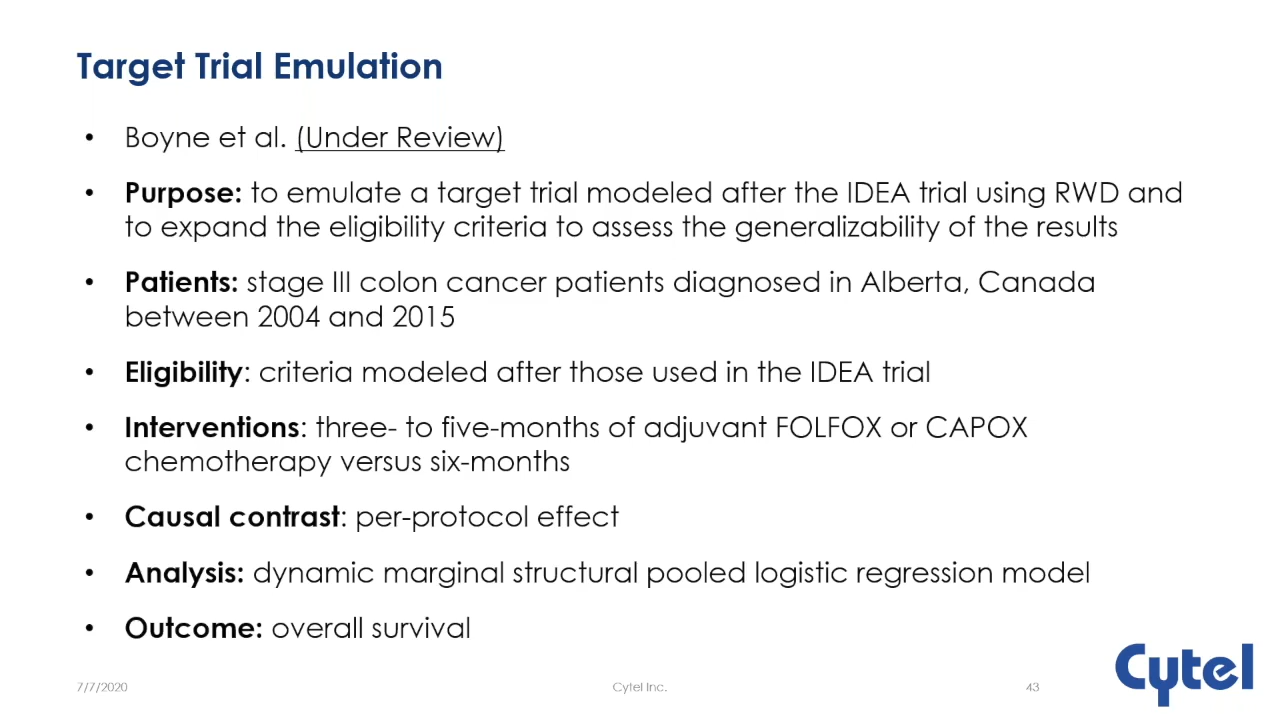 Target Trial Emulation
• Boyne et al. (Under Review)
• Purpose: to emulate a target trial modeled after the IDEA trial using RWD and
to expand the eligibility criteria to assess the generalizability of the results
• Patients: stage III colon cancer patients diagnosed in Alberta, Canada
between 2004 and 2015
• Eligibility: criteria modeled after those used in the IDEA trial
• Interventions: three- to five-months of adjuvant FOLFOX or CAPOX
chemotherapy versus six-months
• Causal contrast: per-protocol effect
• Analysis: dynamic marginal structural pooled logistic regression model
• Outcome: overall survival
7/7/2020
Cytel Inc.
43
Cytel